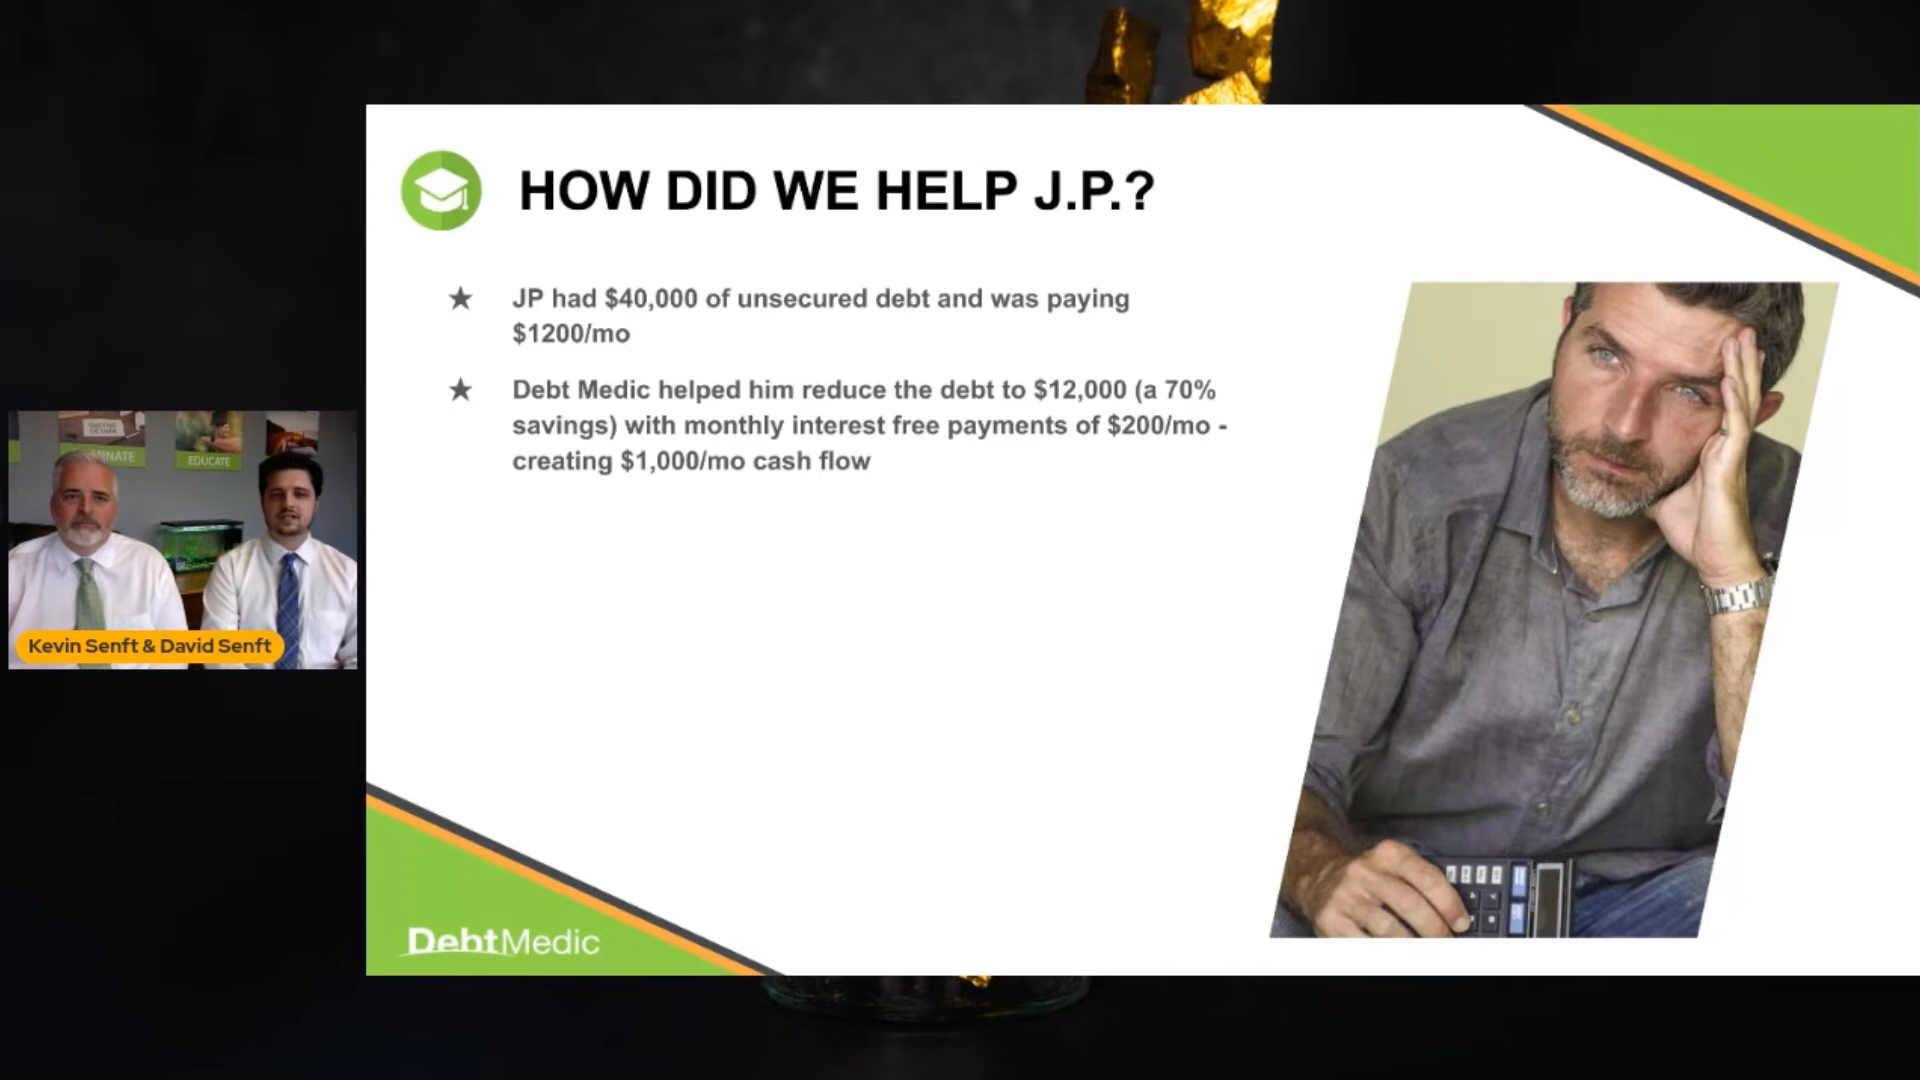 HOW DID WE HELP J.P.?
★ JP had $40,000 of unsecured debt and was paying
$1200/mo
★ Debt Medic helped him reduce the debt to $12,000 (a 70%
savings) with monthly interest free payments of $200/mo -
creating $1,000/mo cash flow
MINATE
EDUCATE
Kevin Senft & David Senft
DebtMedic